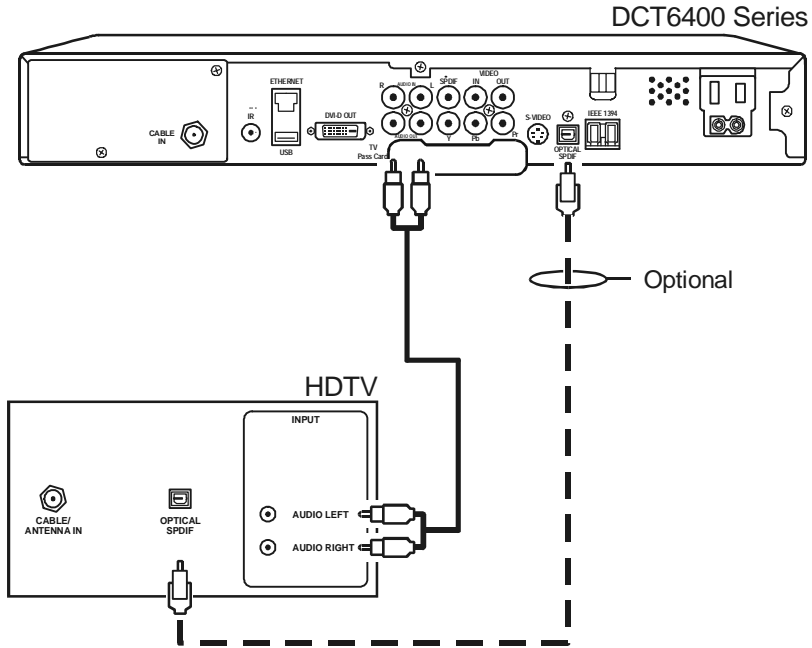 DCT6400 Series
ETHERNET
USB
IR
CABLE
IN
DVI-D OUT
TV
Pass Card
R
AUDIO IN
L
SPDIF
VIDEO
IN
OUT
AUDIO OUT
Y
Pb
Pr
S-VIDEO
OPTICAL
SPDIF
IEEE 1394
Optional
HDTV
INPUT
CABLE/
ANTENNA IN
OPTICAL
SPDIF
AUDIO LEFT
AUDIO RIGHT